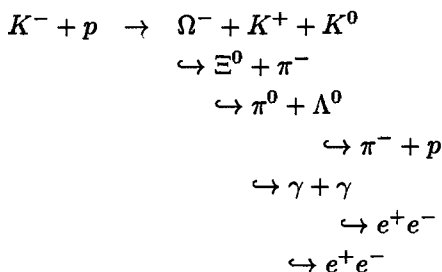 K⁻ + p → Ω⁻ + K⁺ + K⁰
↪ Ξ⁰ + π⁻
↪ π⁰ + Λ⁰
↪ π⁻ + p
↪ γ + γ
↪ e⁺e⁻
↪ e⁺e⁻